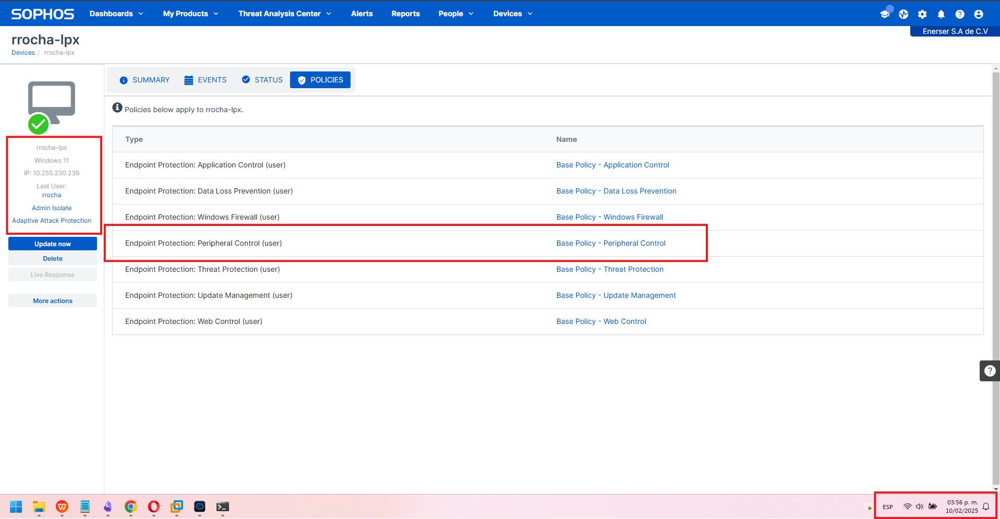 SOPHOS
Dashboards
My Products
Threat Analysis Center
Alerts
Reports
People
Devices
Enerser S.A de C.V
rrocha-lpx
Devices / rrocha-lpx
SUMMARY
EVENTS
STATUS
POLICIES
Policies below apply to rrocha-lpx.
rrocha-lpx
Windows 11
IP: 10.255.230.239
Last User:
rrocha
Admin Isolate
Adaptive Attack Protection
Update now
Delete
Live Response
More actions
Type Name
Endpoint Protection: Application Control (user) Base Policy - Application Control
Endpoint Protection: Data Loss Prevention (user) Base Policy - Data Loss Prevention
Endpoint Protection: Windows Firewall (user) Base Policy - Windows Firewall
Endpoint Protection: Peripheral Control (user) Base Policy - Peripheral Control
Endpoint Protection: Threat Protection (user) Base Policy - Threat Protection
Endpoint Protection: Update Management (user) Base Policy - Update Management
Endpoint Protection: Web Control (user) Base Policy - Web Control
ESP
03:56 p. m.
10/02/2025